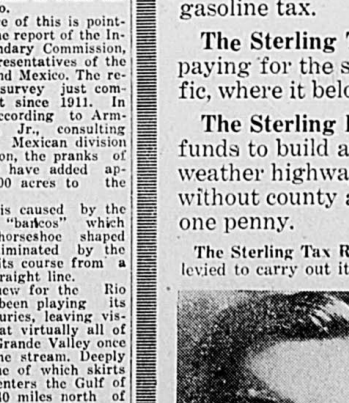 o.
re of this is point-
he report of the In-
ndary Commission,
resentatives of the
nd Mexico. The re-
survey just com-
t since 1911. In
ccording to Arm-
Jr., consulting
Mexican division
on, the pranks of
have added ap-
00 acres to the
is caused by the
"bancos" which
horseshoe shaped
iminated by the
its course from a
raight line.
new for the Rio
been playing its
uries, leaving vis-
at virtually all of
Grande Valley once
he stream. Deeply
ne of which skirts
enters the Gulf of
30 miles north of
gasoline tax.
The Sterling T
paying for the s
fic, where it belo
The Sterling
funds to build a
weather highwa
without county a
one penny.
The Sterling Tax R
levied to carry out it